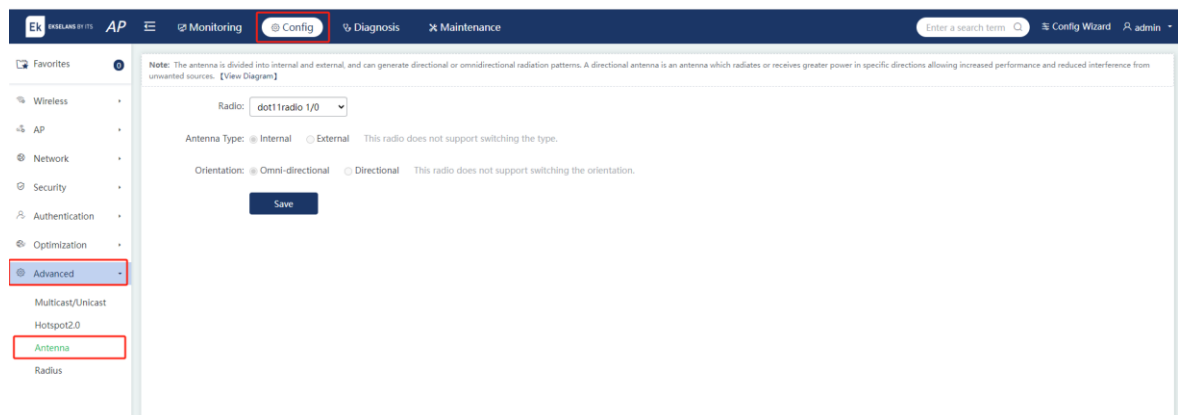 Ek EKSELANS BY ITS AP Monitoring Config Diagnosis Maintenance Enter a search term Config Wizard admin
Favorites 0
Note: The antenna is divided into internal and external, and can generate directional or omnidirectional radiation patterns. A directional antenna is an antenna which radiates or receives greater power in specific directions allowing increased performance and reduced interference from
unwanted sources. 【View Diagram】
Wireless
AP
Network
Security
Authentication
Optimization
Advanced
Multicast/Unicast
Hotspot2.0
Antenna
Radius
Radio: dot11radio 1/0
Antenna Type: Internal External This radio does not support switching the type.
Orientation: Omni-directional Directional This radio does not support switching the orientation.
Save